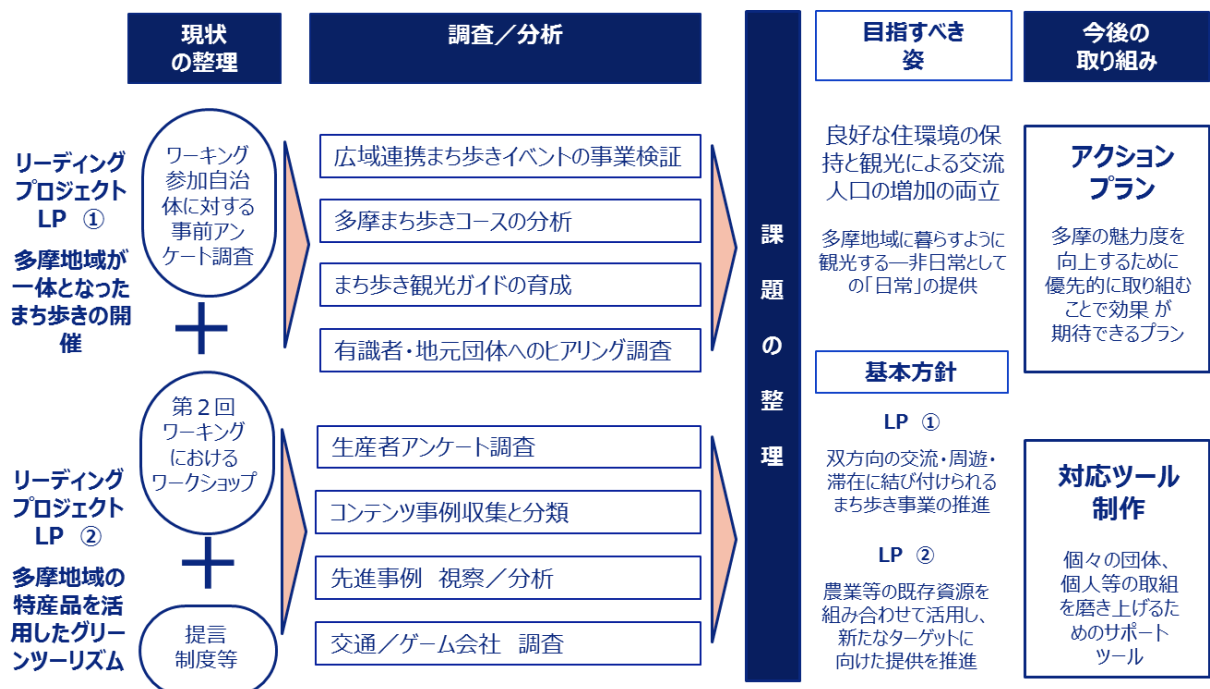 現状
の整理
調査／分析
目指すべき
姿
今後の
取り組み
リーディング
プロジェクト
LP ①
多摩地域が
一体となった
まち歩きの開
催
ワーキング
参加自治
体に対する
事前アン
ケート調査
＋
広域連携まち歩きイベントの事業検証
多摩まち歩きコースの分析
まち歩き観光ガイドの育成
有識者・地元団体へのヒアリング調査
リーディング
プロジェクト
LP ②
多摩地域の
特産品を活
用したグリー
ンツーリズム
第２回
ワーキング
における
ワークショップ
＋
提言
制度等
生産者アンケート調査
コンテンツ事例収集と分類
先進事例 視察／分析
交通／ゲーム会社 調査
課題の整理
良好な住環境の保
持と観光による交流
人口の増加の両立
多摩地域に暮らすように
観光する―非日常として
の「日常」の提供
基本方針
LP ①
双方向の交流・周遊・
滞在に結び付けられる
まち歩き事業の推進
LP ②
農業等の既存資源を
組み合わせて活用し、
新たなターゲットに
向けた提供を推進
アクション
プラン
多摩の魅力度を
向上するために
優先的に取り組む
ことで効果 が
期待できるプラン
対応ツール
制作
個々の団体、
個人等の取組
を磨き上げるた
めのサポート
ツール